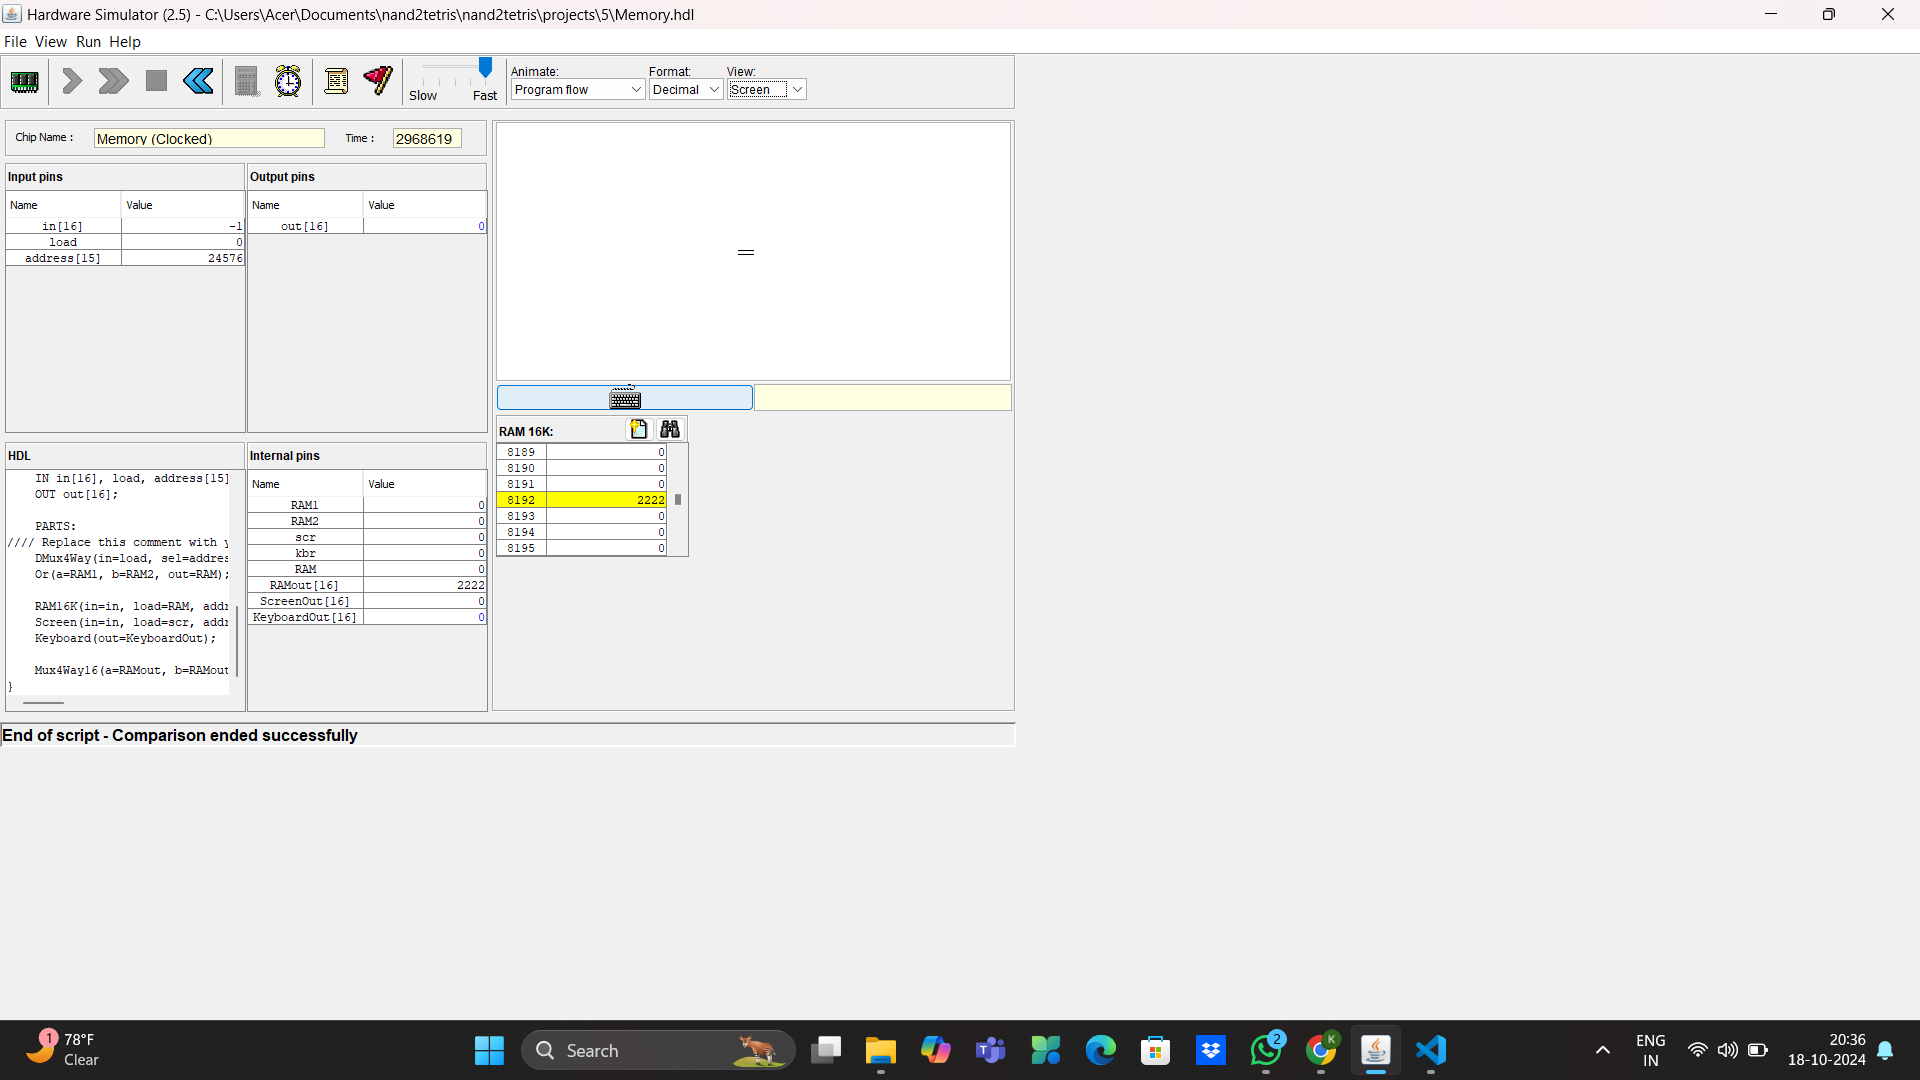 Hardware Simulator (2.5) - C:\Users\Acer\Documents\nand2tetris\nand2tetris\projects\5\Memory.hdl
File View Run Help
Slow Fast
Animate: Format: View:
Program flow Decimal Screen
Chip Name : Memory (Clocked) Time : 2968619
Input pins
Name Value
in[16] -1
load 0
address[15] 24576
Output pins
Name Value
out[16] 0
HDL
IN in[16], load, address[15]
OUT out[16];
PARTS:
//// Replace this comment with y
DMux4Way(in=load, sel=addres
Or(a=RAM1, b=RAM2, out=RAM);
RAM16K(in=in, load=RAM, addr
Screen(in=in, load=scr, addr
Keyboard(out=KeyboardOut);
Mux4Way16(a=RAMout, b=RAMout
}
Internal pins
Name Value
RAM1 0
RAM2 0
scr 0
kbr 0
RAM 0
RAMout[16] 2222
ScreenOut[16] 0
KeyboardOut[16] 0
RAM 16K:
8189 0
8190 0
8191 0
8192 2222
8193 0
8194 0
8195 0
End of script - Comparison ended successfully
1
78°F
Clear
Search
2
K
ENG
IN
20:36
18-10-2024